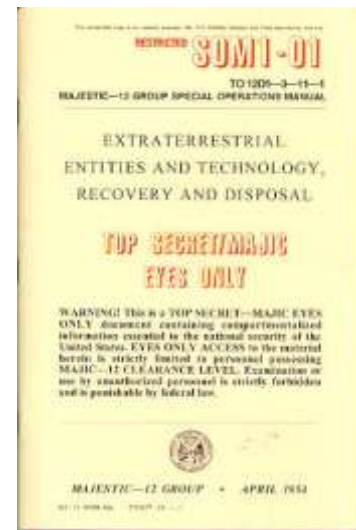 RESTRICTED
SOM1-01
TO 12D1—3—11—1
MAJESTIC—12 GROUP SPECIAL OPERATIONS MANUAL
EXTRATERRESTRIAL
ENTITIES AND TECHNOLOGY,
RECOVERY AND DISPOSAL
TOP SECRET/MAJIC
EYES ONLY
WARNING! This is a TOP SECRET—MAJIC EYES
ONLY document containing compartmentalized
information essential to the national security of the
United States. EYES ONLY ACCESS to the material
herein is strictly limited to personnel possessing
MAJIC—12 CLEARANCE LEVEL. Examination or
use by unauthorized personnel is strictly forbidden
and is punishable by federal law.
MAJESTIC—12 GROUP • APRIL 1954